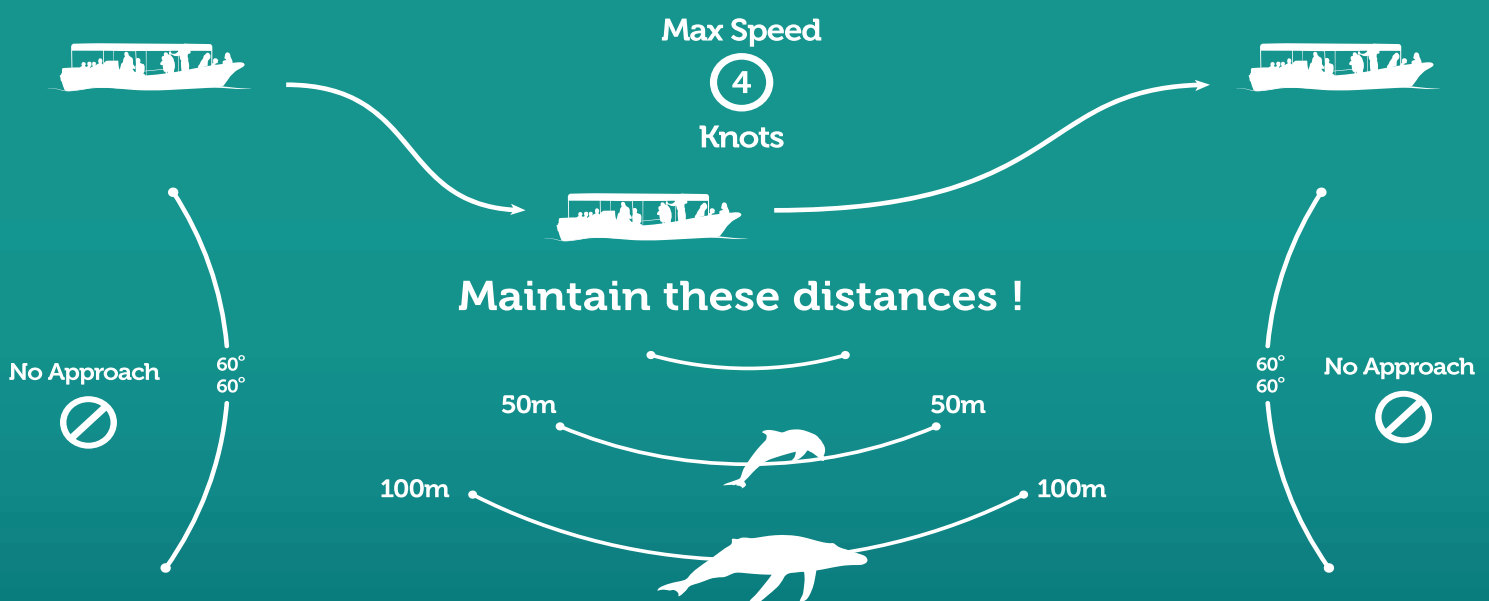 Max Speed
4
Knots
Maintain these distances !
No Approach
60°
60°
60°
60°
No Approach
50m
50m
100m
100m